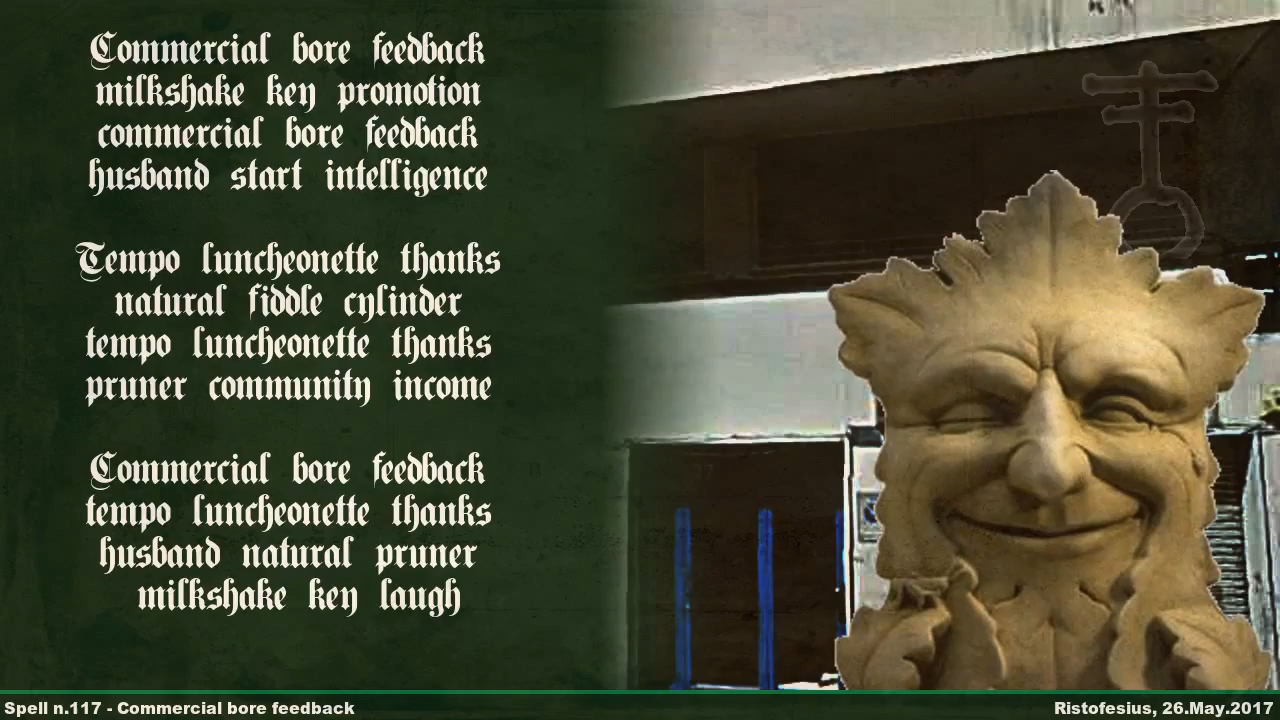 Commercial bore feedback
milkshake key promotion
commercial bore feedback
husband start intelligence
Tempo luncheonette thanks
natural fiddle cylinder
tempo luncheonette thanks
pruner community income
Commercial bore feedback
tempo luncheonette thanks
husband natural pruner
milkshake key laugh
Spell n.117 - Commercial bore feedback
Ristofesius, 26.May.2017